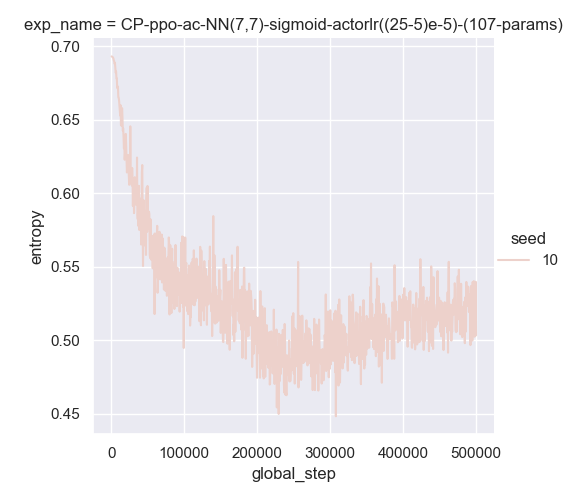 exp_name = CP-ppo-ac-NN(7,7)-sigmoid-actorlr((25-5)e-5)-(107-params)
0.70
0.65
0.60
0.55
0.50
0.45
entropy
0 100000 200000 300000 400000 500000
global_step
seed
10